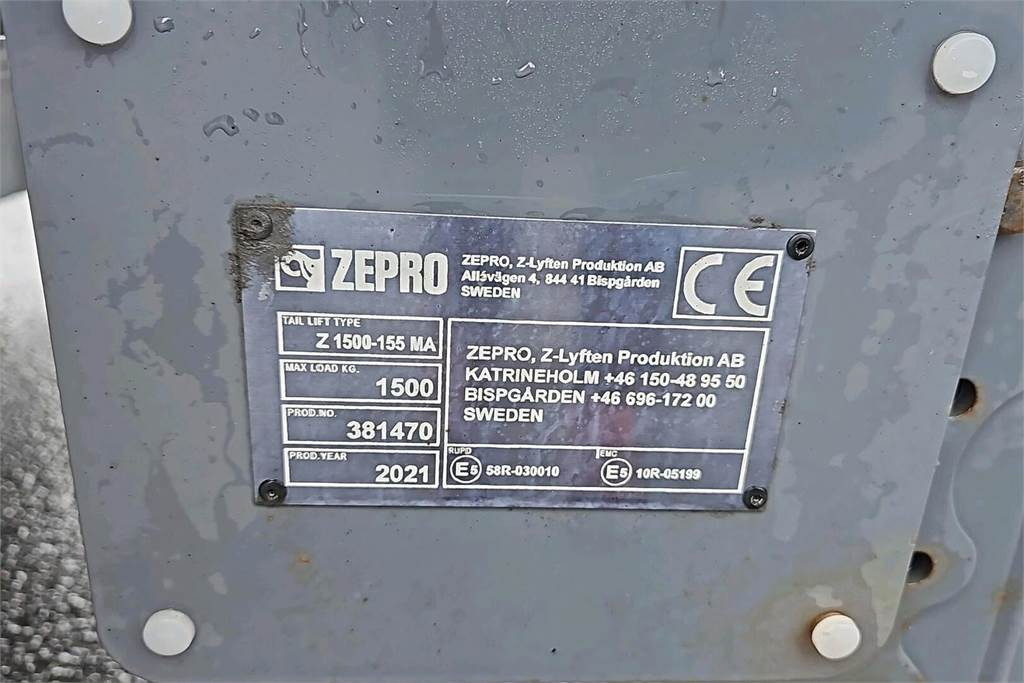 ZEPRO
ZEPRO, Z-Lyften Produktion AB
Allévägen 4, 844 41 Bispgården
SWEDEN
CE
TAIL LIFT TYPE
Z 1500-155 MA
MAX LOAD KG.
1500
PROD.NO.
381470
PROD.YEAR
2021
ZEPRO, Z-Lyften Produktion AB
KATRINEHOLM +46 150-48 95 50
BISPGÅRDEN +46 696-172 00
SWEDEN
RUPD
E5 58R-030010
EMC
E5 10R-05199